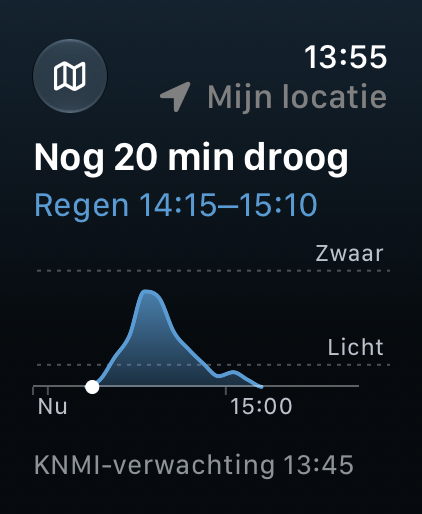 13:55
Mijn locatie
Nog 20 min droog
Regen 14:15–15:10
Zwaar
Licht
Nu 15:00
KNMI-verwachting 13:45